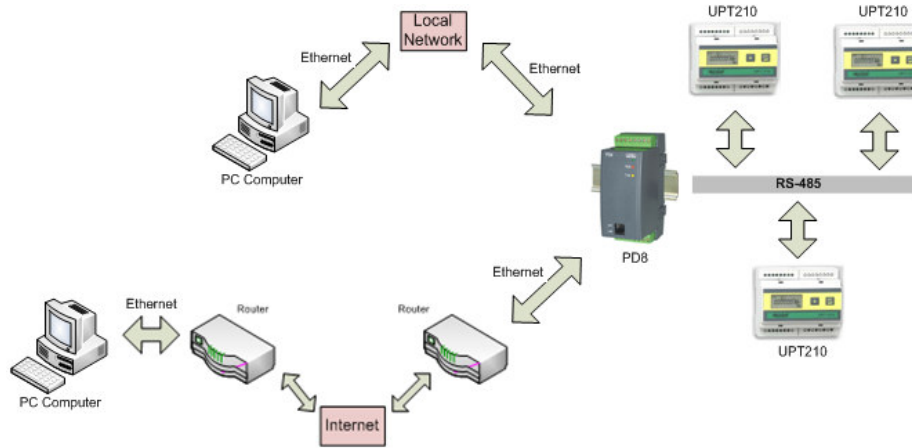 UPT210
UPT210
Local
Network
Ethernet
Ethernet
PC Computer
RS-485
PD8
Ethernet
UPT210
Ethernet
Router
Router
PC Computer
Internet